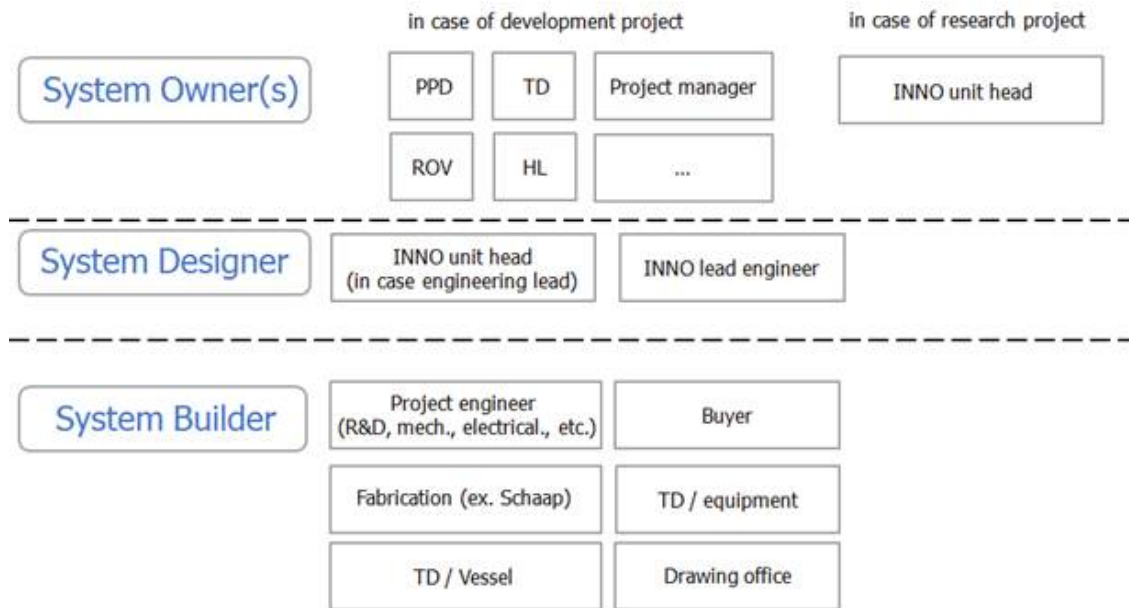 in case of development project
in case of research project
System Owner(s)
PPD
TD
Project manager
INNO unit head
ROV
HL
...
System Designer
INNO unit head
(in case engineering lead)
INNO lead engineer
System Builder
Project engineer
(R&D, mech., electrical., etc.)
Buyer
Fabrication (ex. Schaap)
TD / equipment
TD / Vessel
Drawing office